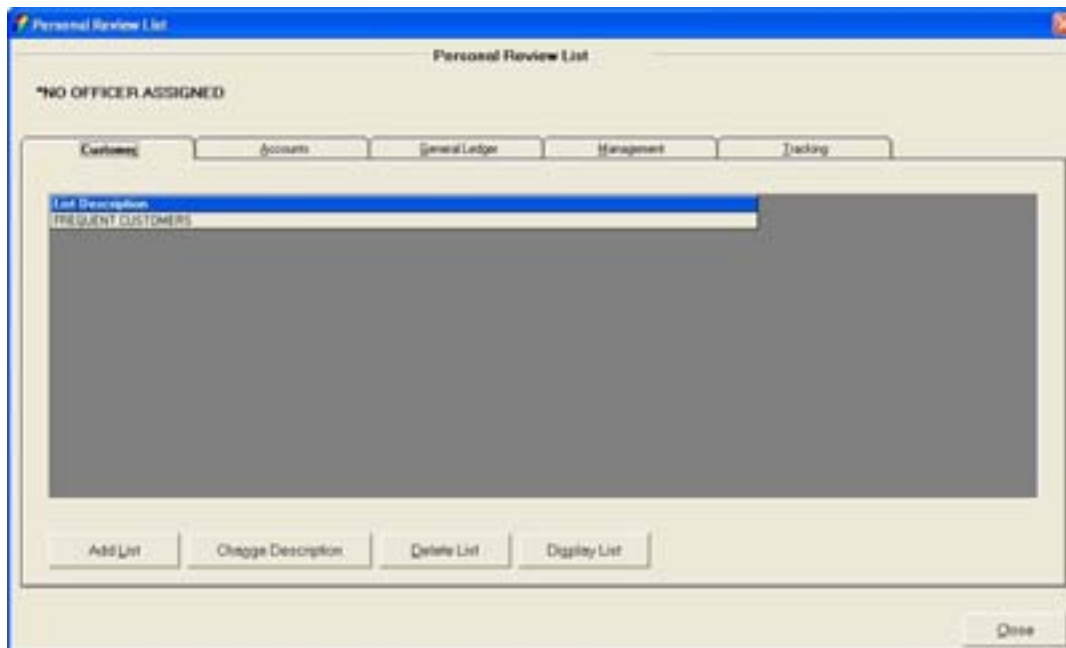 Personal Review List
Personal Review List
*NO OFFICER ASSIGNED
Customer Accounts General Ledger Management Tracking
List Description
FREQUENT CUSTOMERS
Add List Change Description Delete List Display List
Close